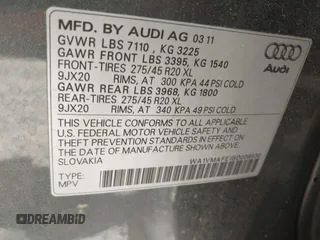 MFD. BY AUDI AG 03 11
GVWR LBS 7110 , KG 3225
GAWR FRONT LBS 3395, KG 1540
FRONT-TIRES 275/45 R20 XL
9JX20 RIMS, AT 300 KPA 44 PSI COLD
GAWR REAR LBS 3968, KG 1800
REAR-TIRES 275/45 R20 XL
9JX20 RIMS, AT 340 KPA 49 PSI COLD
THIS VEHICLE CONFORMS TO ALL APPLICABLE
U.S. FEDERAL MOTOR VEHICLE SAFETY AND
THEFT PREVENTION STANDARDS IN EFFECT ON
THE DATE OF MANUFACTURE SHOWN ABOVE.
SLOVAKIA
TYPE:
MPV
Audi
DREAMBID